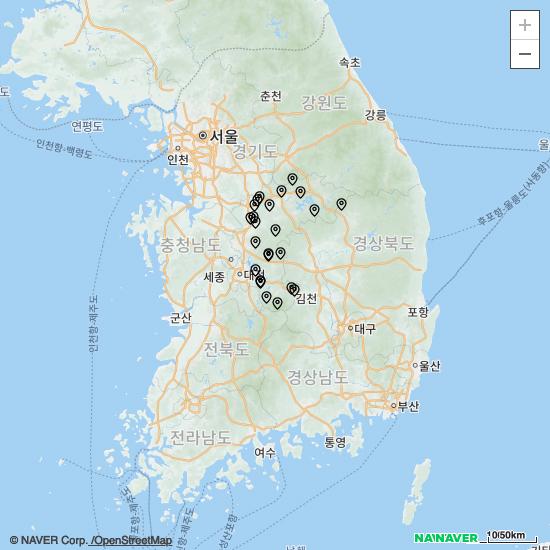 +
−
속초
춘천
강원도
강릉
도
연평도
서울
인천
경기도
인천항-백령도
울
후포항-울릉도(사동항)
충청남도
경상북도
세종
대전
김천
군산
인천항-제주도
포항
대구
전북도
경상남도
울산
부산
전라남도
여수
통영
© NAVER Corp. /OpenStreetMap
NAVER
10/50km